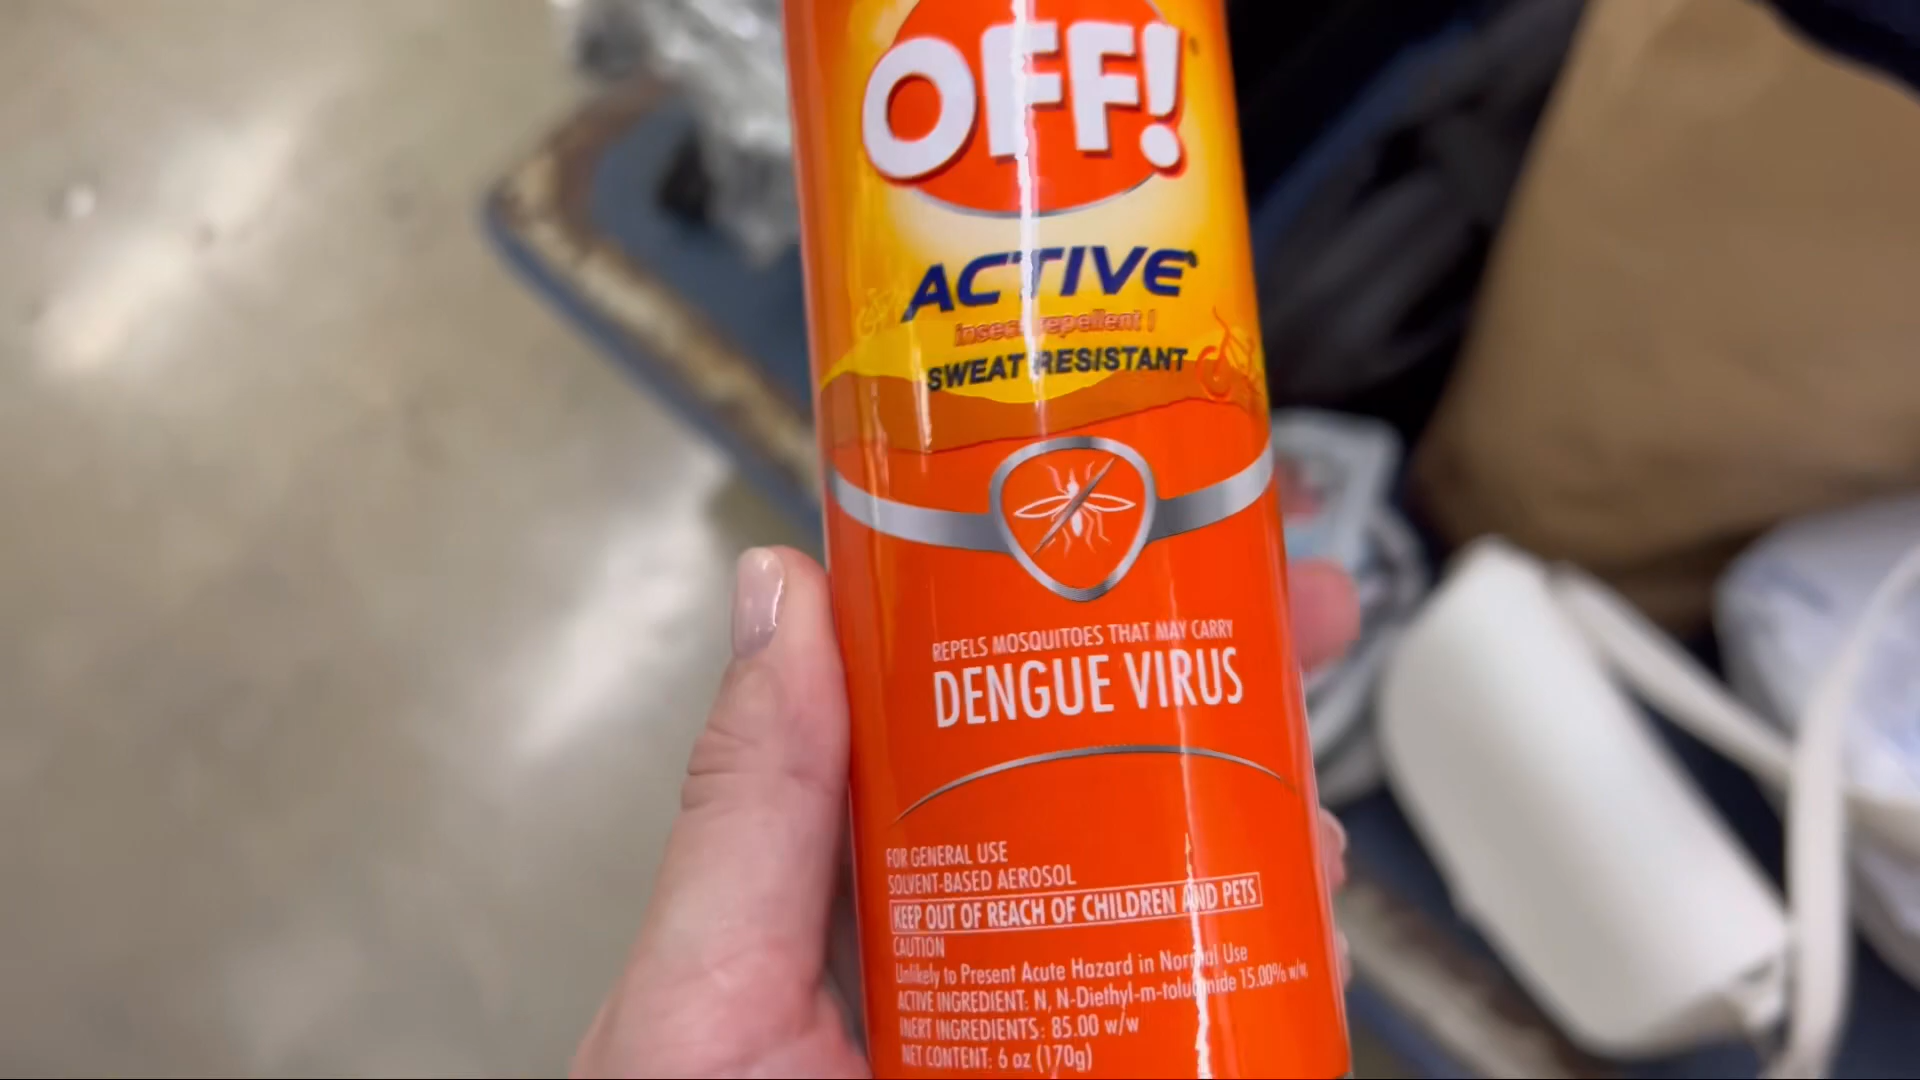 OFF!
ACTIVE
insect repellent I
SWEAT RESISTANT
REPELS MOSQUITOES THAT MAY CARRY
DENGUE VIRUS
FOR GENERAL USE
SOLVENT-BASED AEROSOL
KEEP OUT OF REACH OF CHILDREN AND PETS
CAUTION
Unlikely to Present Acute Hazard in Normal Use
ACTIVE INGREDIENT: N, N-Diethyl-m-toluamide 15.00% w/w
INERT INGREDIENTS: 85.00 w/w
NET CONTENT: 6 oz (170g)